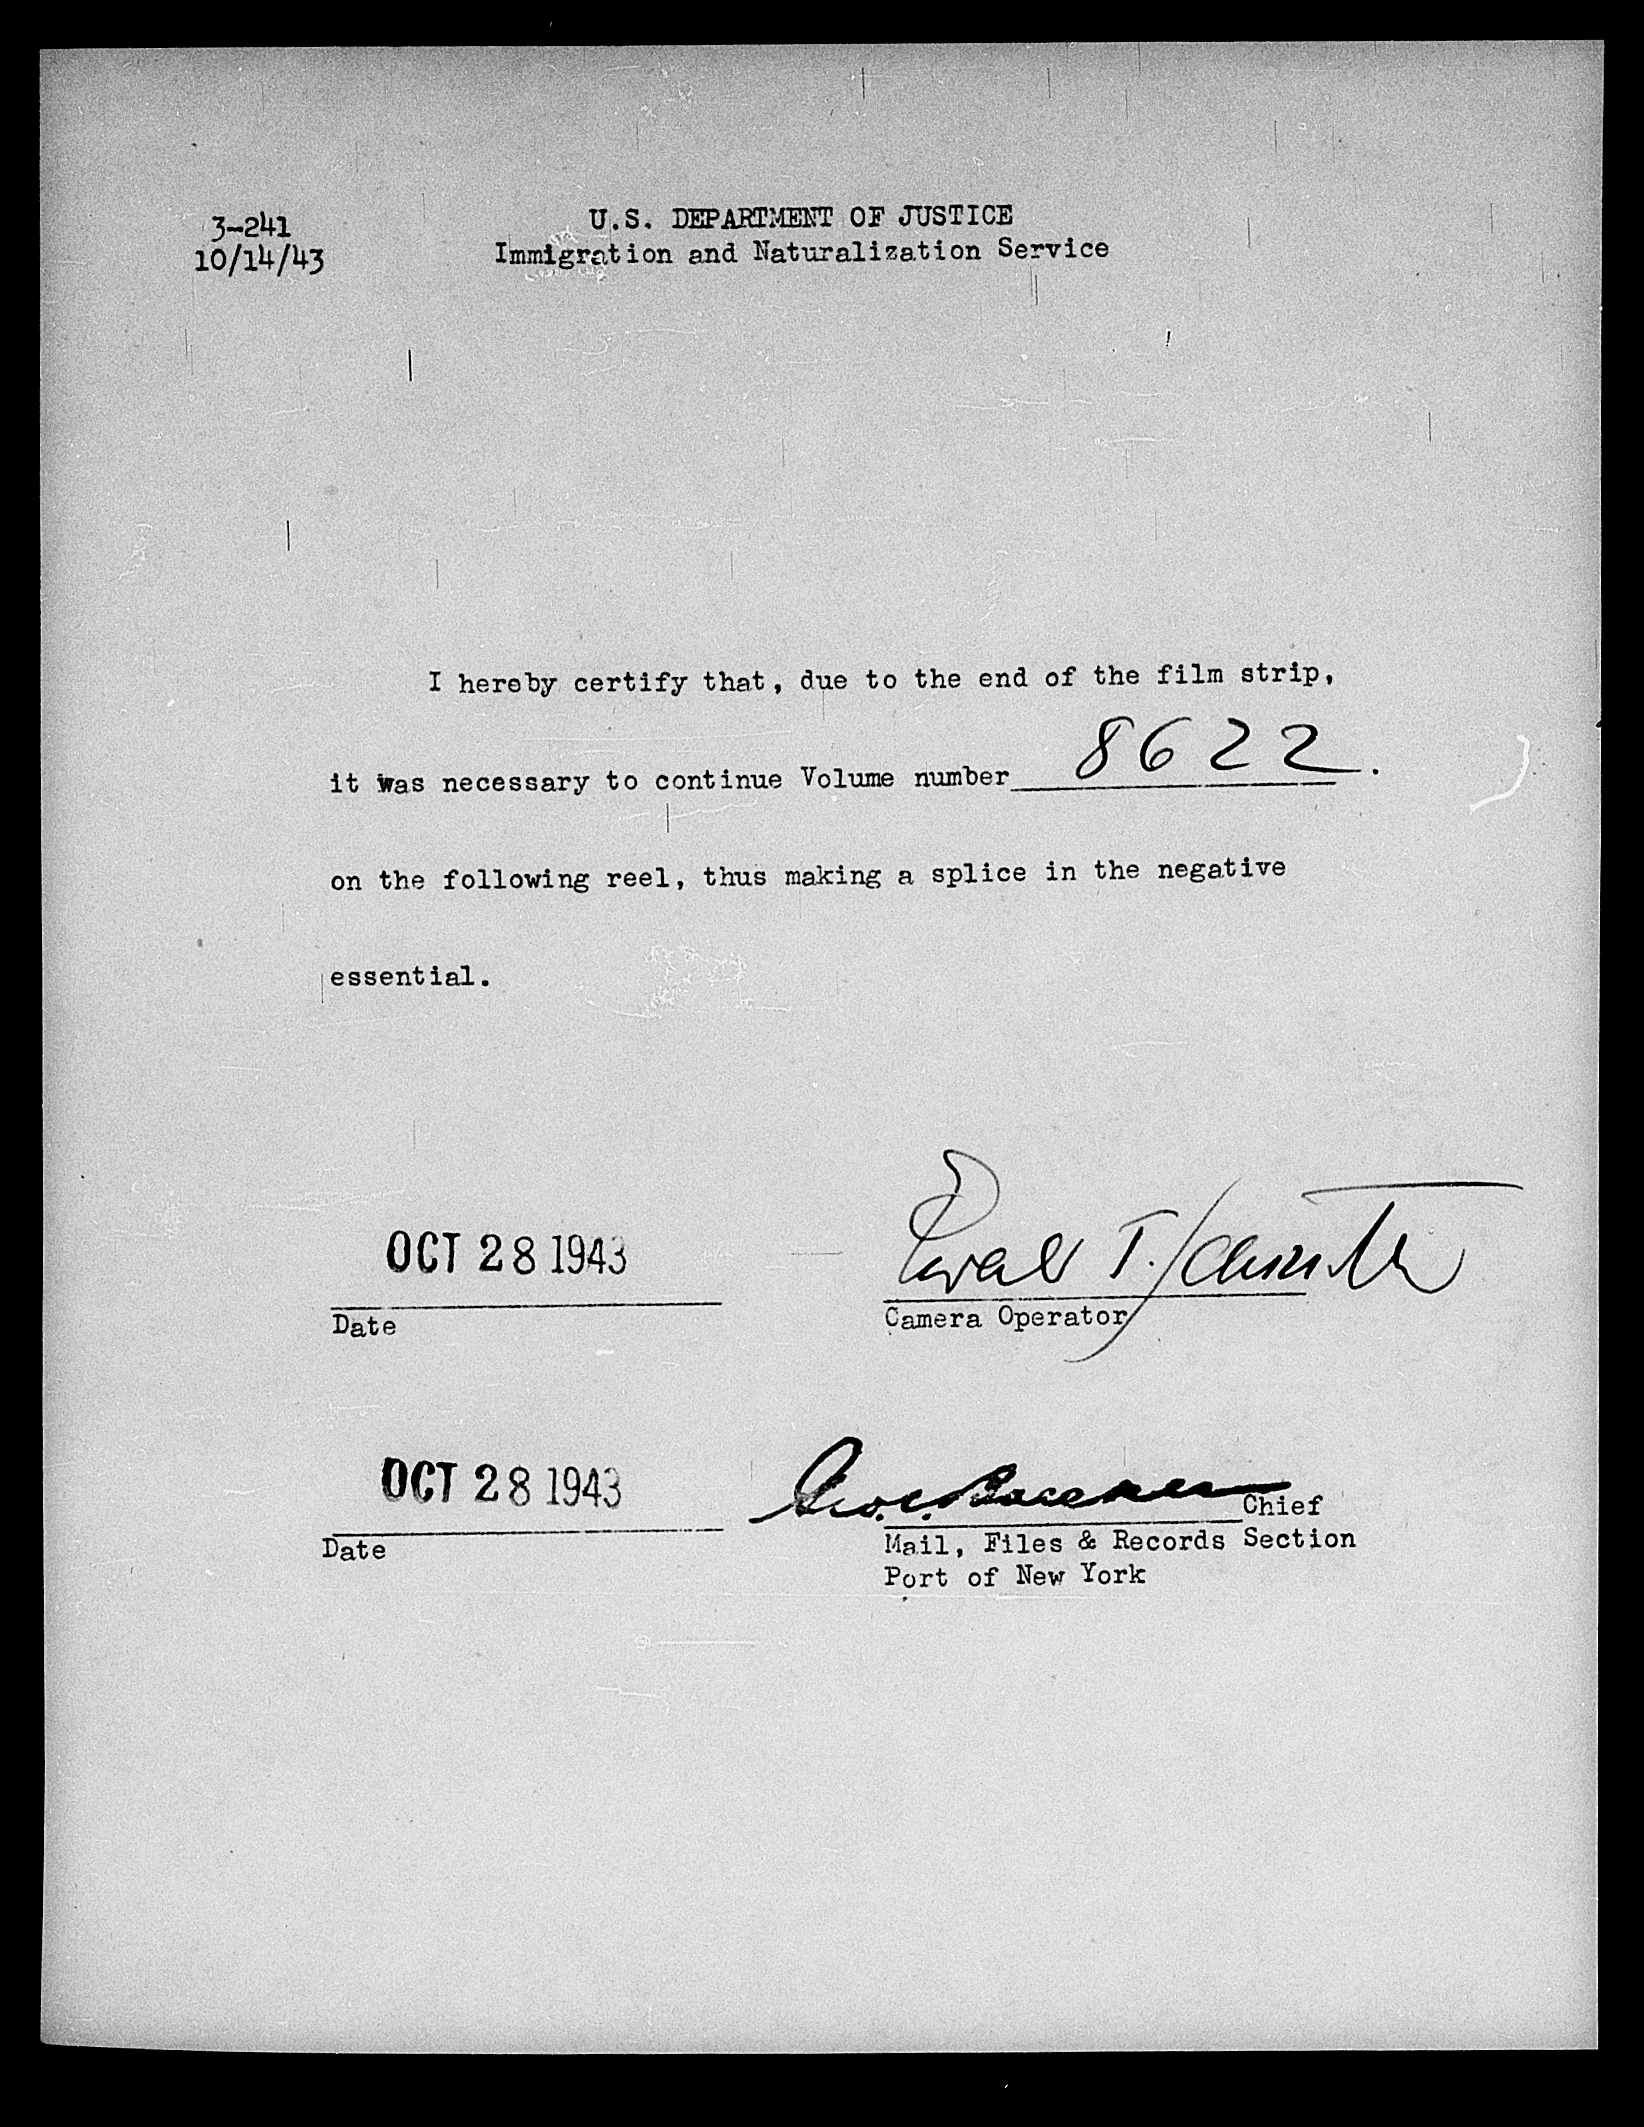 3-241
10/14/43
U.S. DEPARTMENT OF JUSTICE
Immigration and Naturalization Service
I hereby certify that, due to the end of the film strip,
it was necessary to continue Volume number 8622.
on the following reel, thus making a splice in the negative
essential.
OCT 28 1943
Date
Ewald T.
Camera Operator
OCT 28 1943
Date
Geo. C.
Chief
Mail, Files & Records Section
Port of New York